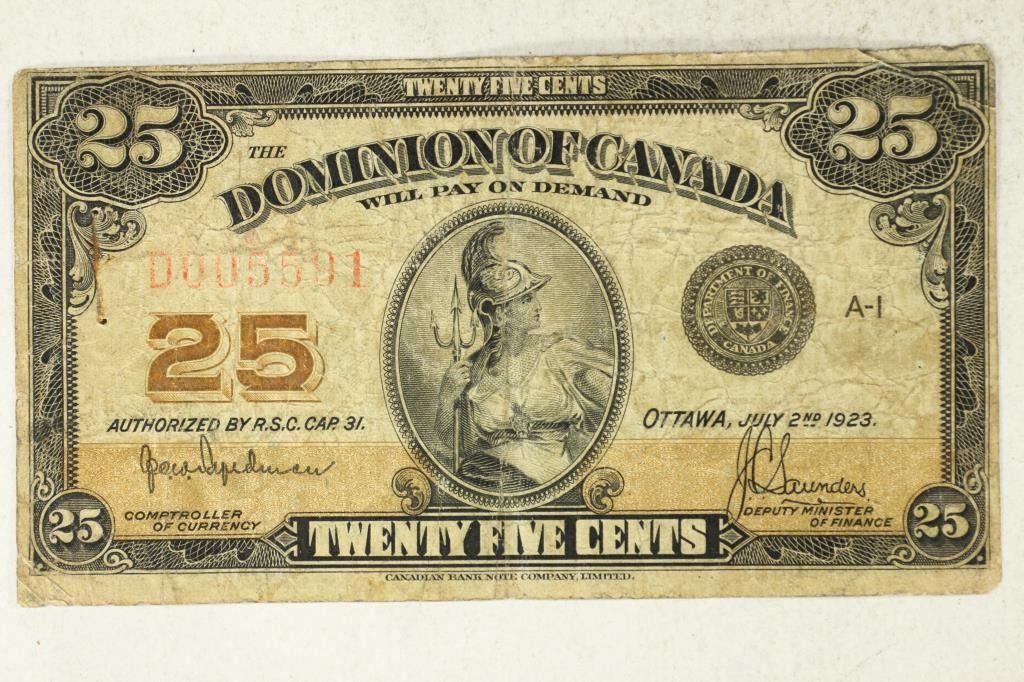 TWENTY FIVE CENTS
25
25
THE
DOMINION OF CANADA
WILL PAY ON DEMAND
D005591
25
DEPARTMENT OF FINANCE
CANADA
A-1
AUTHORIZED BY R.S.C. CAP. 31.
OTTAWA, JULY 2ND 1923.
J C Saunders
COMPTROLLER
OF CURRENCY
DEPUTY MINISTER
OF FINANCE
25
TWENTY FIVE CENTS
25
CANADIAN BANK NOTE COMPANY, LIMITED.